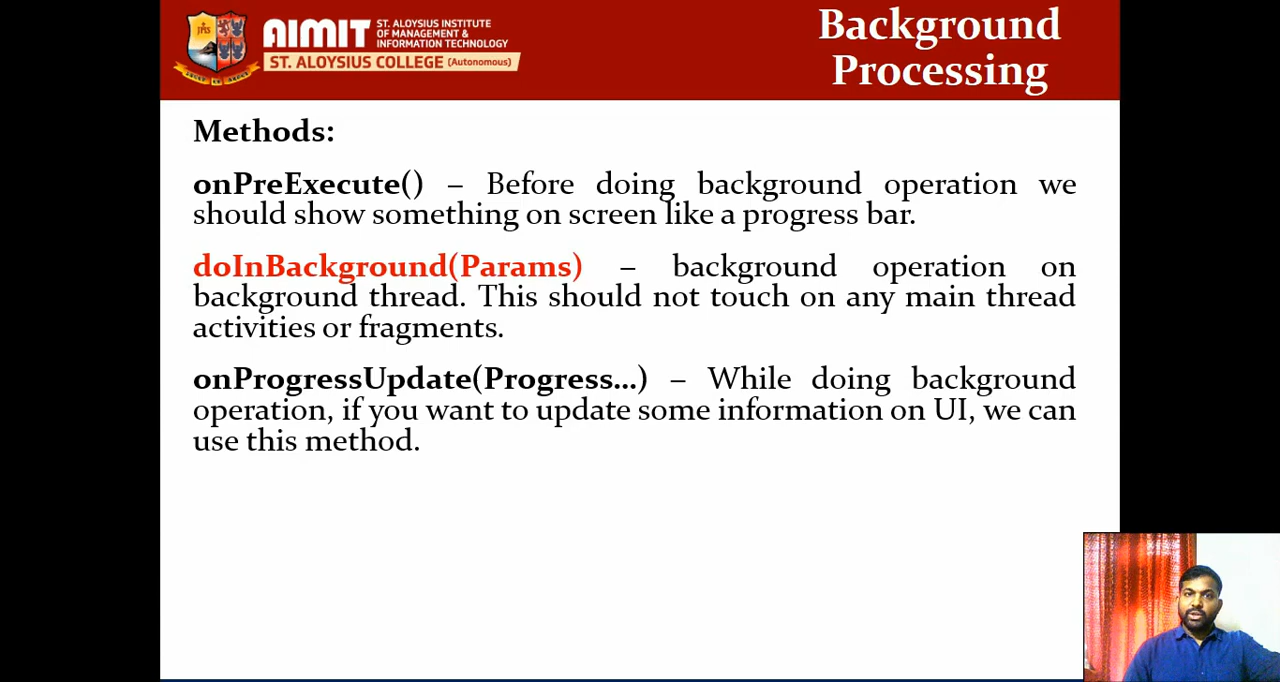 AIMIT
ST. ALOYSIUS INSTITUTE
OF MANAGEMENT &
INFORMATION TECHNOLOGY
ST. ALOYSIUS COLLEGE (Autonomous)
Background
Processing
Methods:
onPreExecute() – Before doing background operation we
should show something on screen like a progress bar.
doInBackground(Params) – background operation on
background thread. This should not touch on any main thread
activities or fragments.
onProgressUpdate(Progress...) – While doing background
operation, if you want to update some information on UI, we can
use this method.